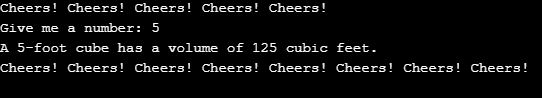 Cheers! Cheers! Cheers! Cheers! Cheers!
Give me a number: 5
A 5-foot cube has a volume of 125 cubic feet.
Cheers! Cheers! Cheers! Cheers! Cheers! Cheers! Cheers! Cheers!